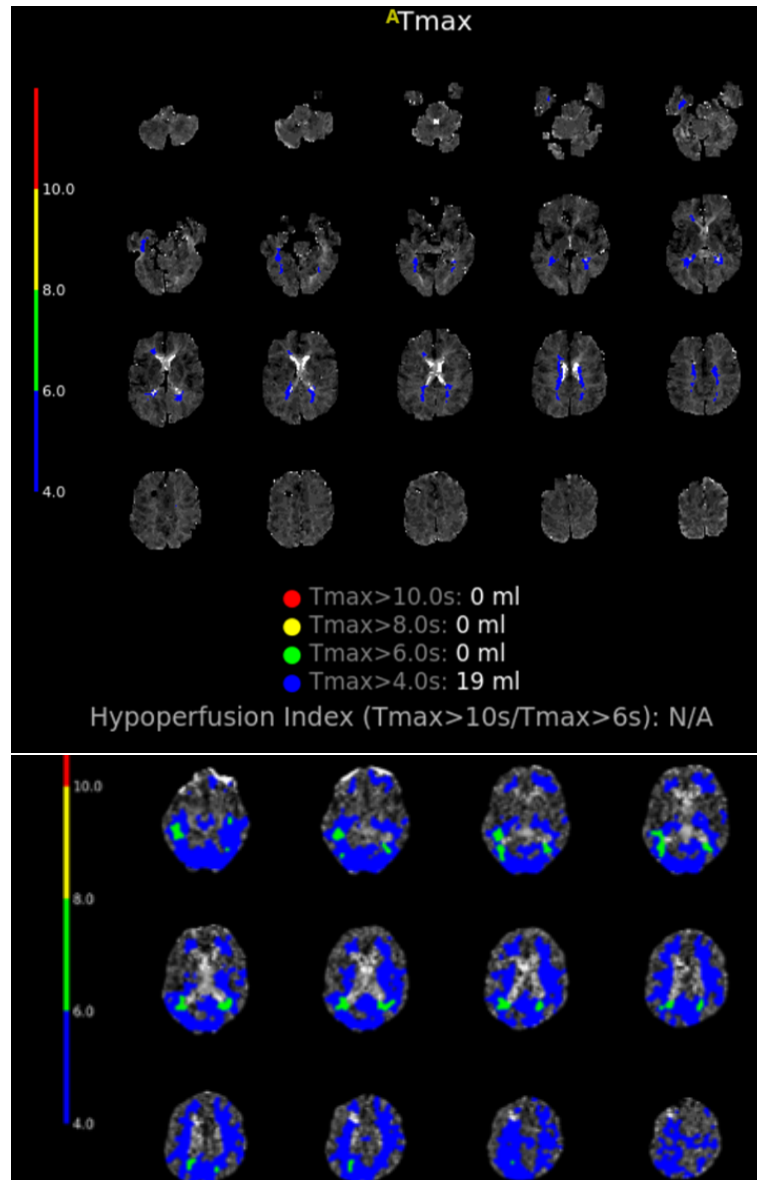 ATmax
10.0
8.0
6.0
4.0
Tmax>10.0s: 0 ml
Tmax>8.0s: 0 ml
Tmax>6.0s: 0 ml
Tmax>4.0s: 19 ml
Hypoperfusion Index (Tmax>10s/Tmax>6s): N/A
10.0
8.0
6.0
4.0